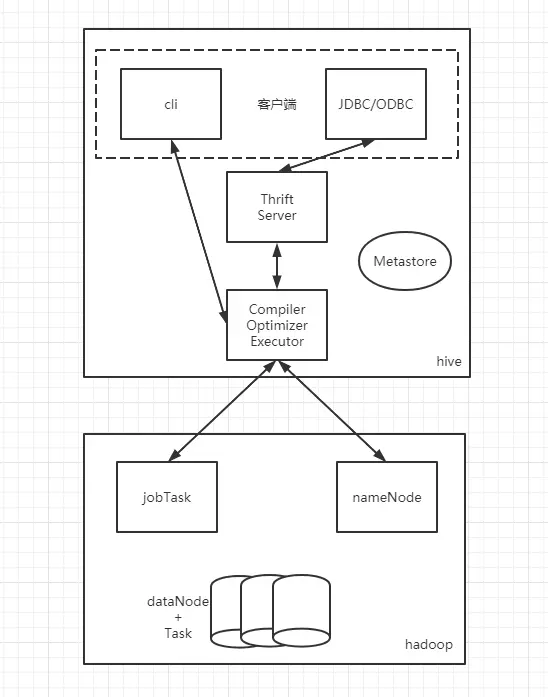 cli
客户端
JDBC/ODBC
Thrift
Server
Metastore
Compiler
Optimizer
Executor
hive
jobTask
nameNode
dataNode
+
Task
hadoop